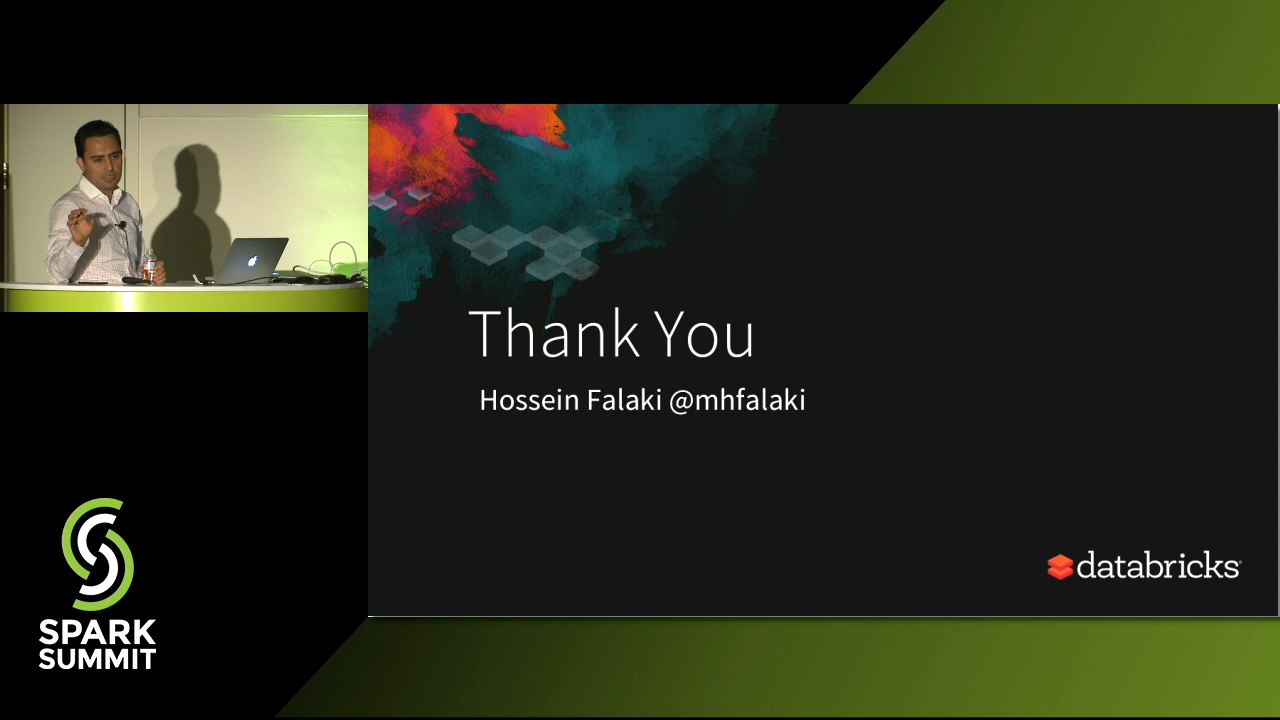 Thank You
Hossein Falaki @mhfalaki
databricks
SPARK
SUMMIT